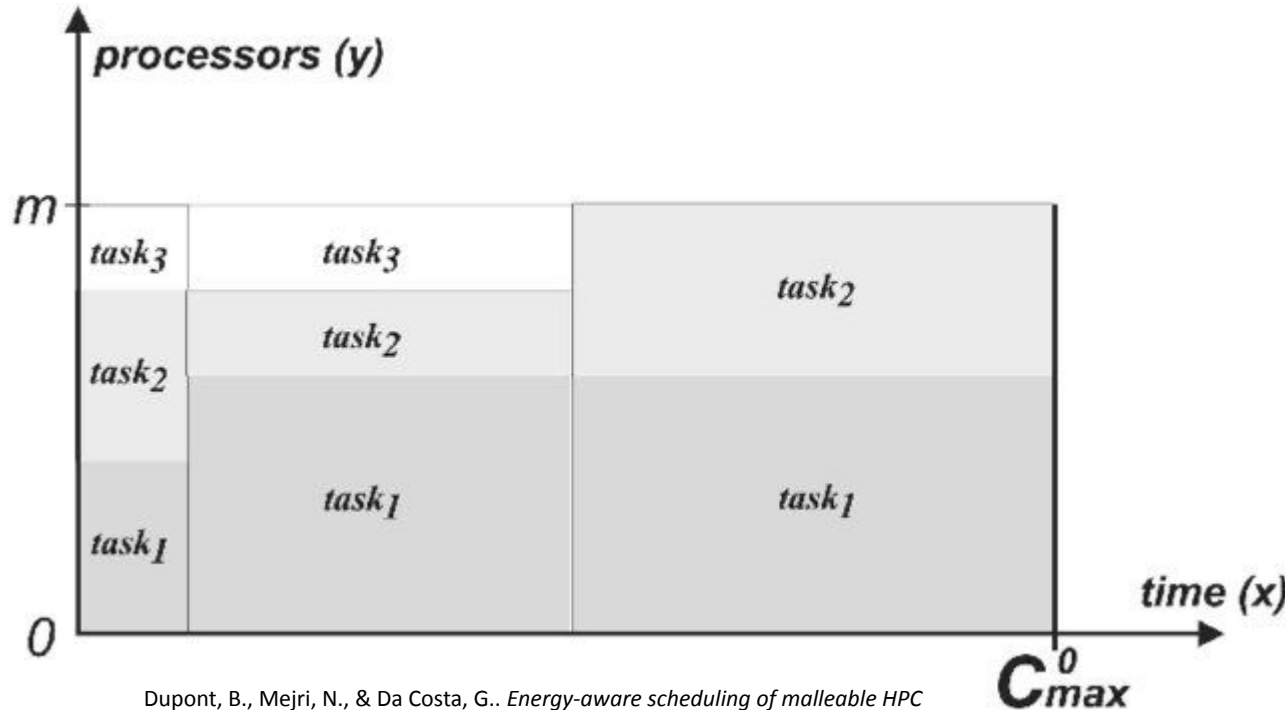 processors (y)
m
task3 task3
task2
task2
task2
task1 task1
task1
time (x)
0
C0max
Dupont, B., Mejri, N., & Da Costa, G.. Energy-aware scheduling of malleable HPC